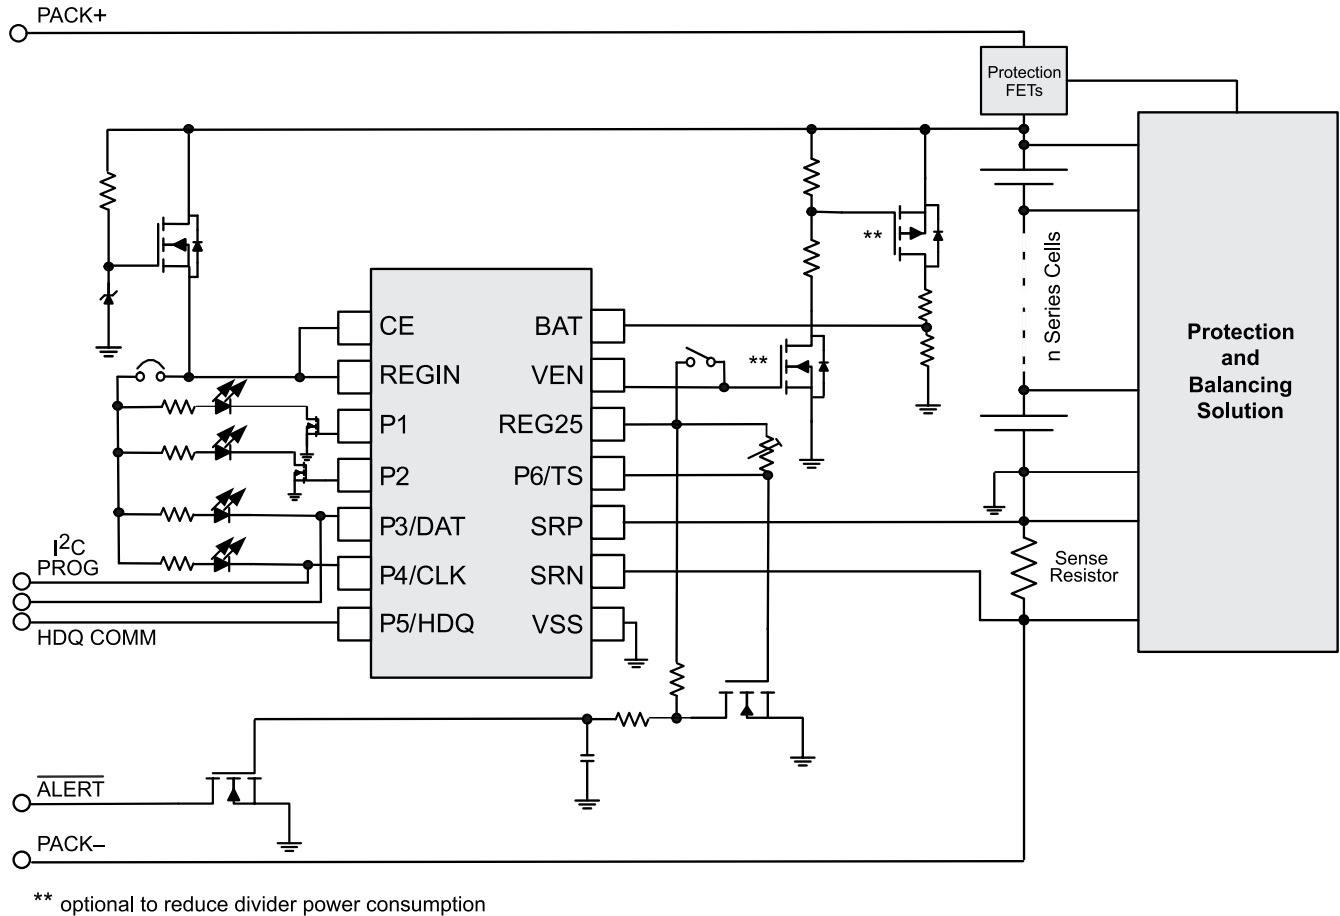 PACK+
Protection
FETs
**
n Series Cells
Protection
and
Balancing
Solution
CE
BAT
REGIN
VEN
**
P1
REG25
P2
P6/TS
P3/DAT
SRP
P4/CLK
SRN
P5/HDQ
VSS
I2C
PROG
HDQ COMM
Sense
Resistor
ALERT
PACK–
** optional to reduce divider power consumption